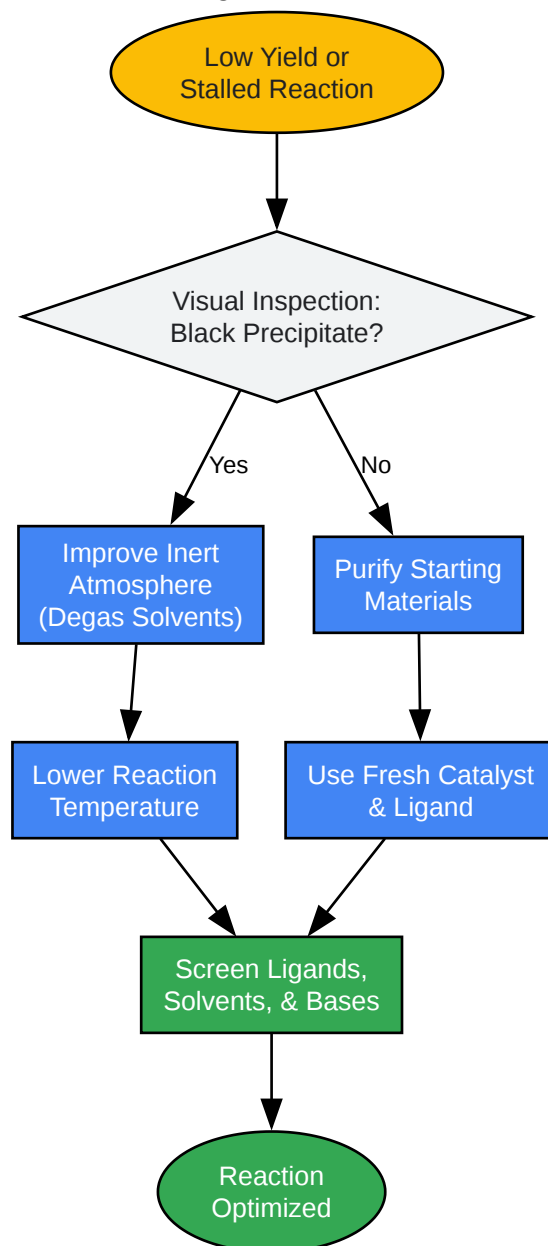 Low Yield or
Stalled Reaction
Visual Inspection:
Black Precipitate?
Yes
No
Improve Inert
Atmosphere
(Degas Solvents)
Purify Starting
Materials
Lower Reaction
Temperature
Use Fresh Catalyst
& Ligand
Screen Ligands,
Solvents, & Bases
Reaction
Optimized